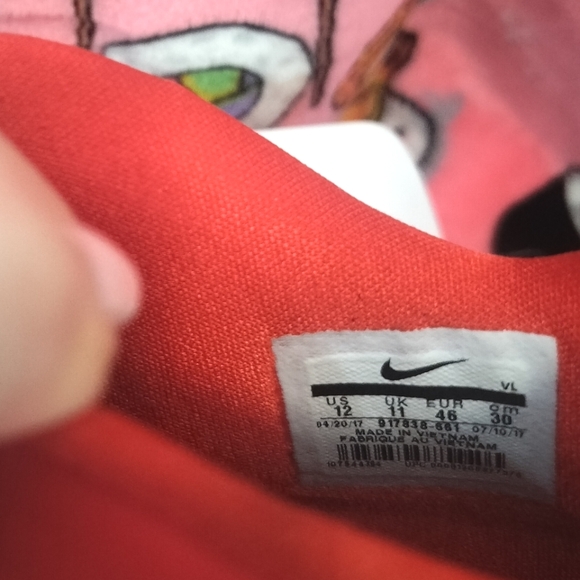 VL
US UK EUR cm
12 11 46 30
04/20/17 917838-661 07/10/17
MADE IN VIETNAM
FABRIQUE AU VIETNAM
UPC